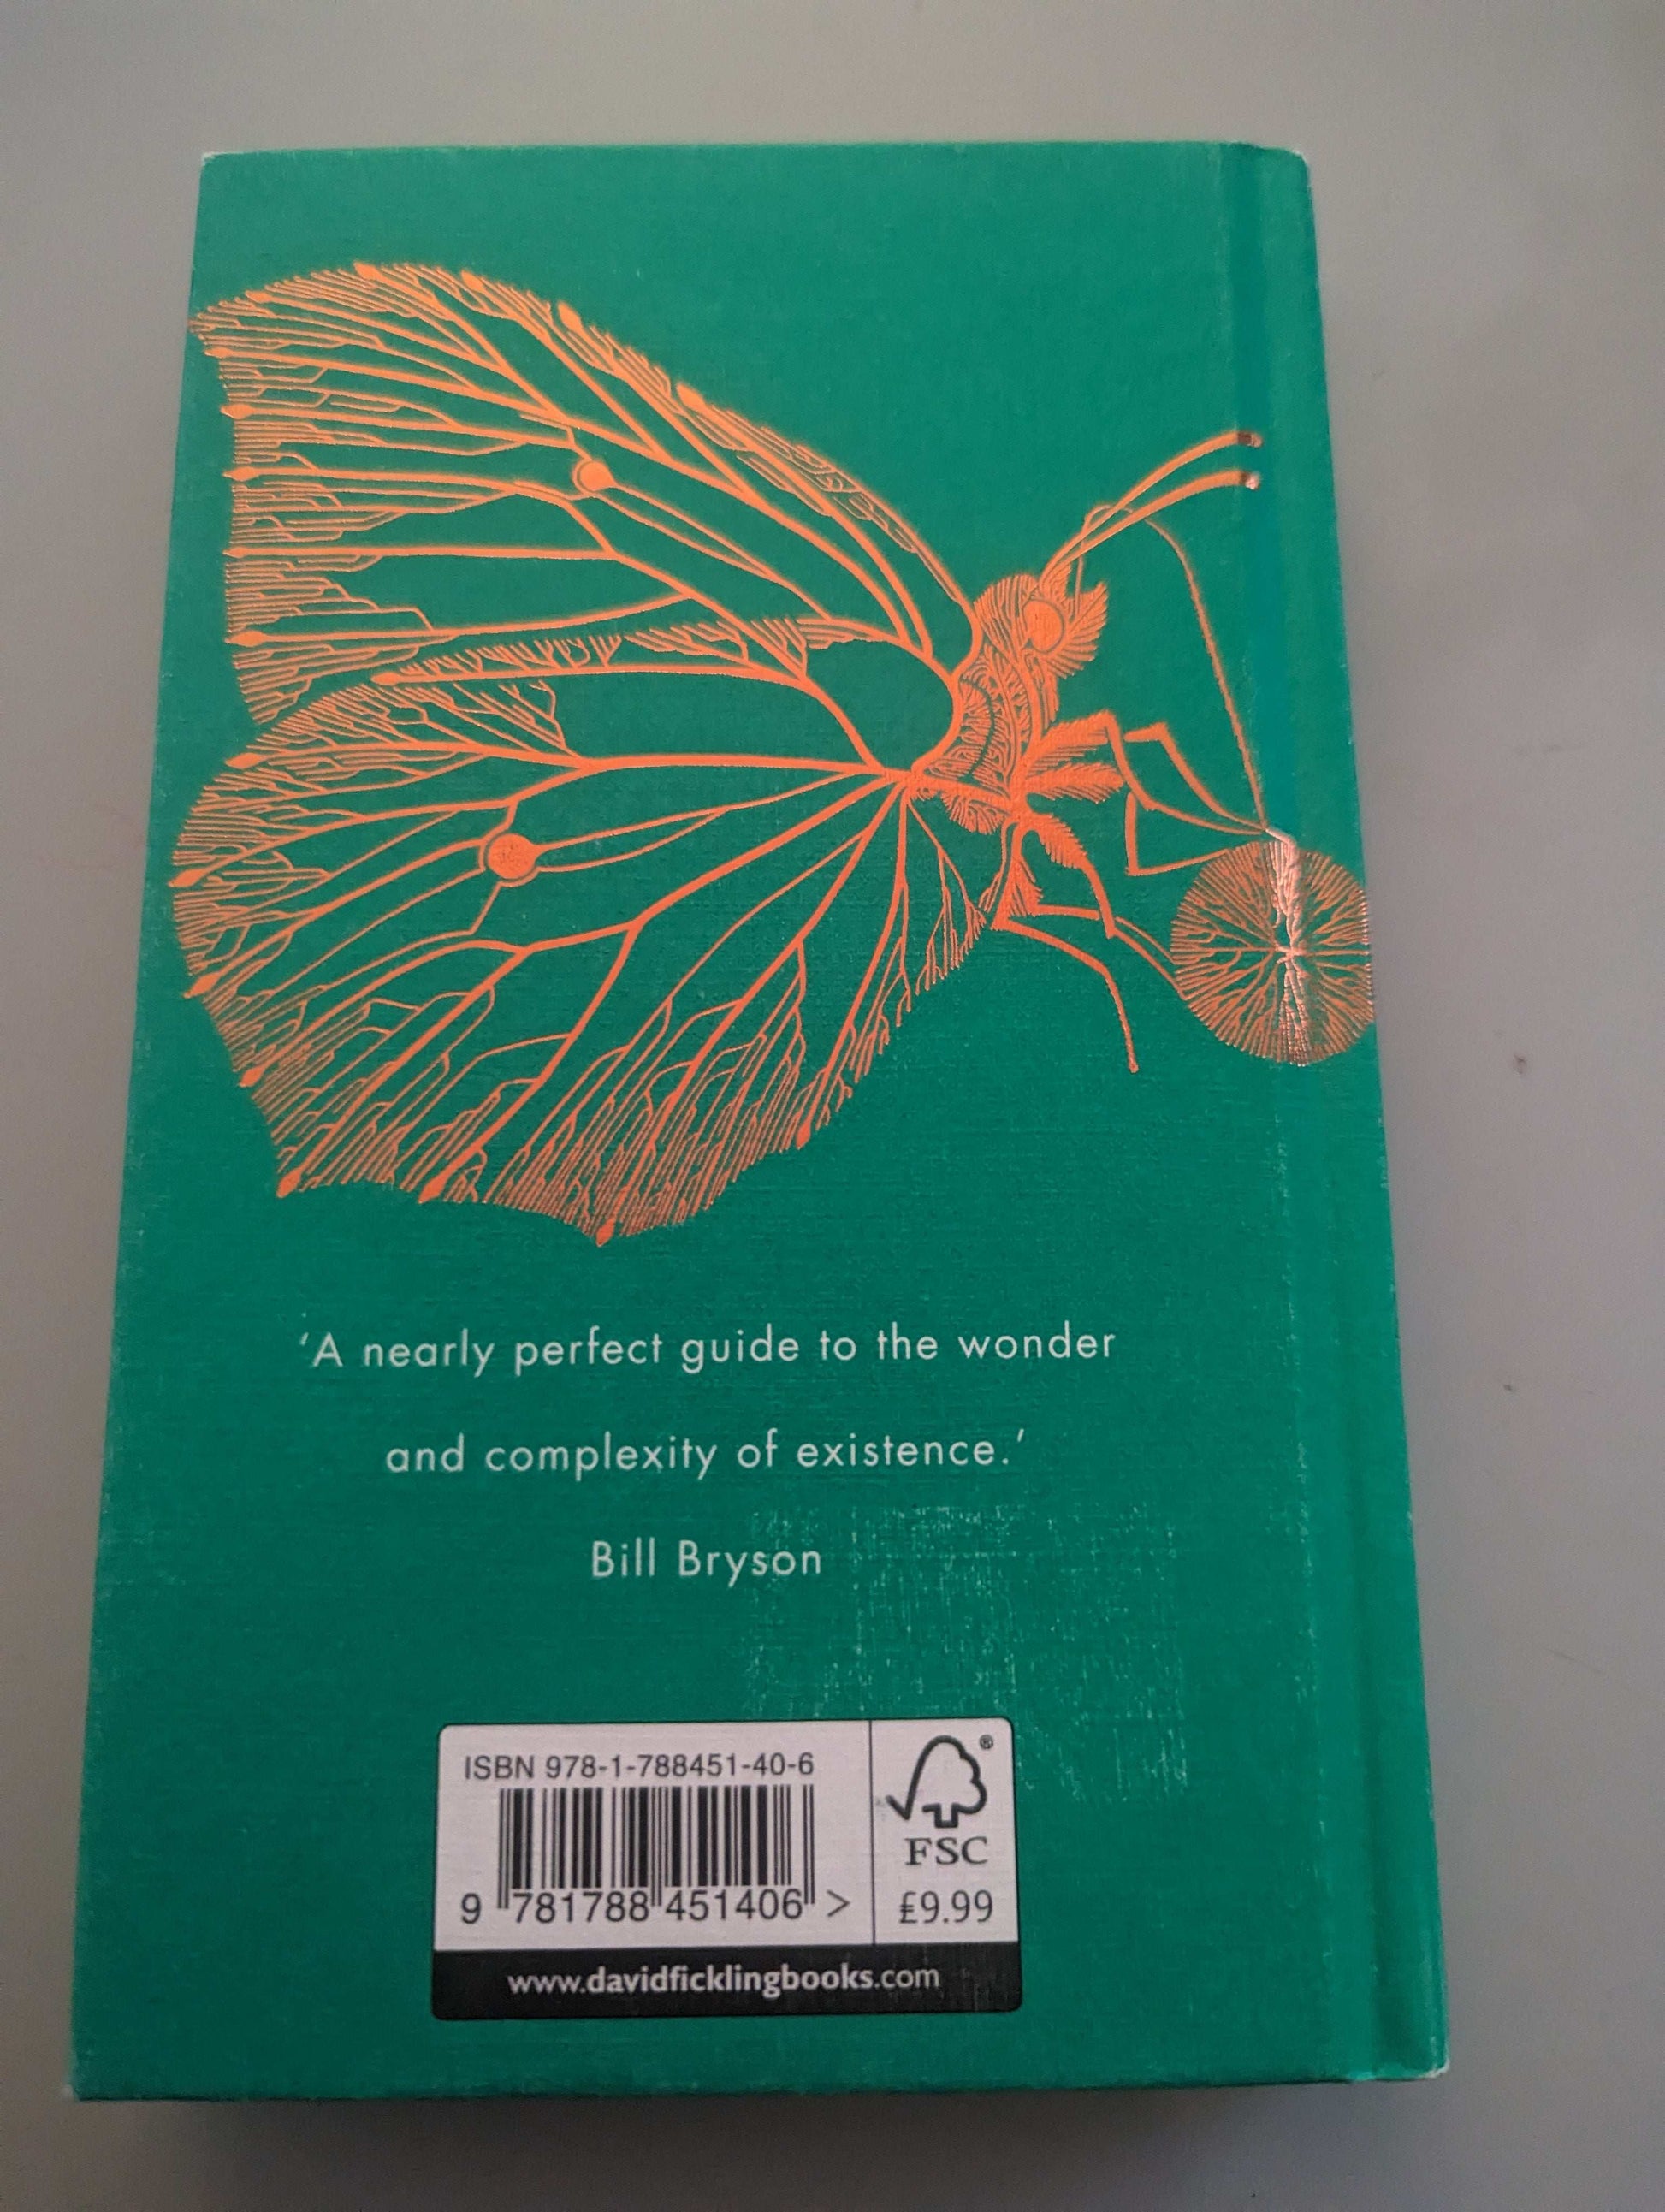 ‘A nearly perfect guide to the wonder
and complexity of existence.’
Bill Bryson
ISBN 978-1-788451-40-6
9 781788 451406 >
®
FSC
£9.99
www.davidficklingbooks.com